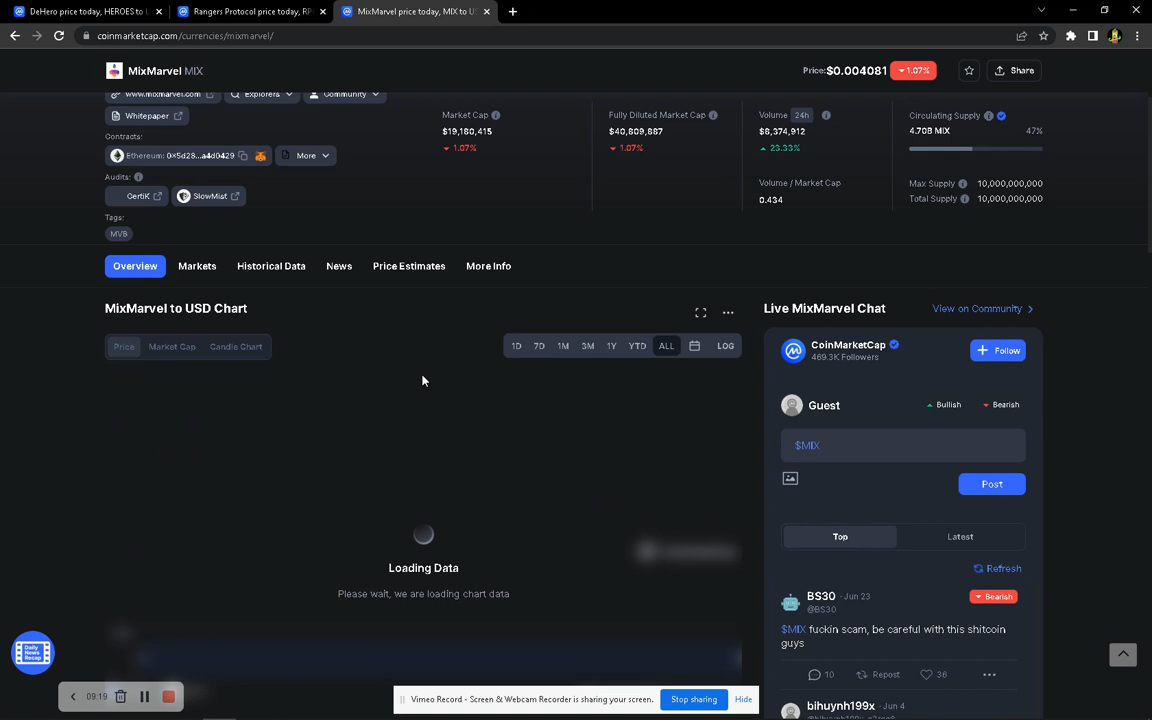 DeHero price today, HEROES to U
Rangers Protocol price today, RP
MixMarvel price today, MIX to U
coinmarketcap.com/currencies/mixmarvel/
MixMarvel MIX
Price: $0.004081 1.07%
Share
www.mixmarvel.com
Explorers
Community
Whitepaper
Contracts:
Ethereum: 0x5d28...a4d0429
More
Audits:
CertiK
SlowMist
Tags:
MVB
Market Cap
$19,180,415
1.07%
Fully Diluted Market Cap
$40,809,887
1.07%
Volume 24h
$8,374,912
23.33%
Volume / Market Cap
0.434
Circulating Supply
4.70B MIX 47%
Max Supply 10,000,000,000
Total Supply 10,000,000,000
Overview Markets Historical Data News Price Estimates More Info
MixMarvel to USD Chart
Price Market Cap Candle Chart
1D 7D 1M 3M 1Y YTD ALL LOG
Loading Data
Please wait, we are loading chart data
Live MixMarvel Chat
View on Community
CoinMarketCap
469.3K Followers
Follow
Guest
Bullish Bearish
$MIX
Post
Top Latest
Refresh
BS30 · Jun 23
@BS30
Bearish
$MIX fuckin scam, be careful with this shitcoin
guys
10 Repost 36
bihuynh199x · Jun 4
Daily
News
Recap
09:19
Vimeo Record - Screen & Webcam Recorder is sharing your screen.
Stop sharing
Hide